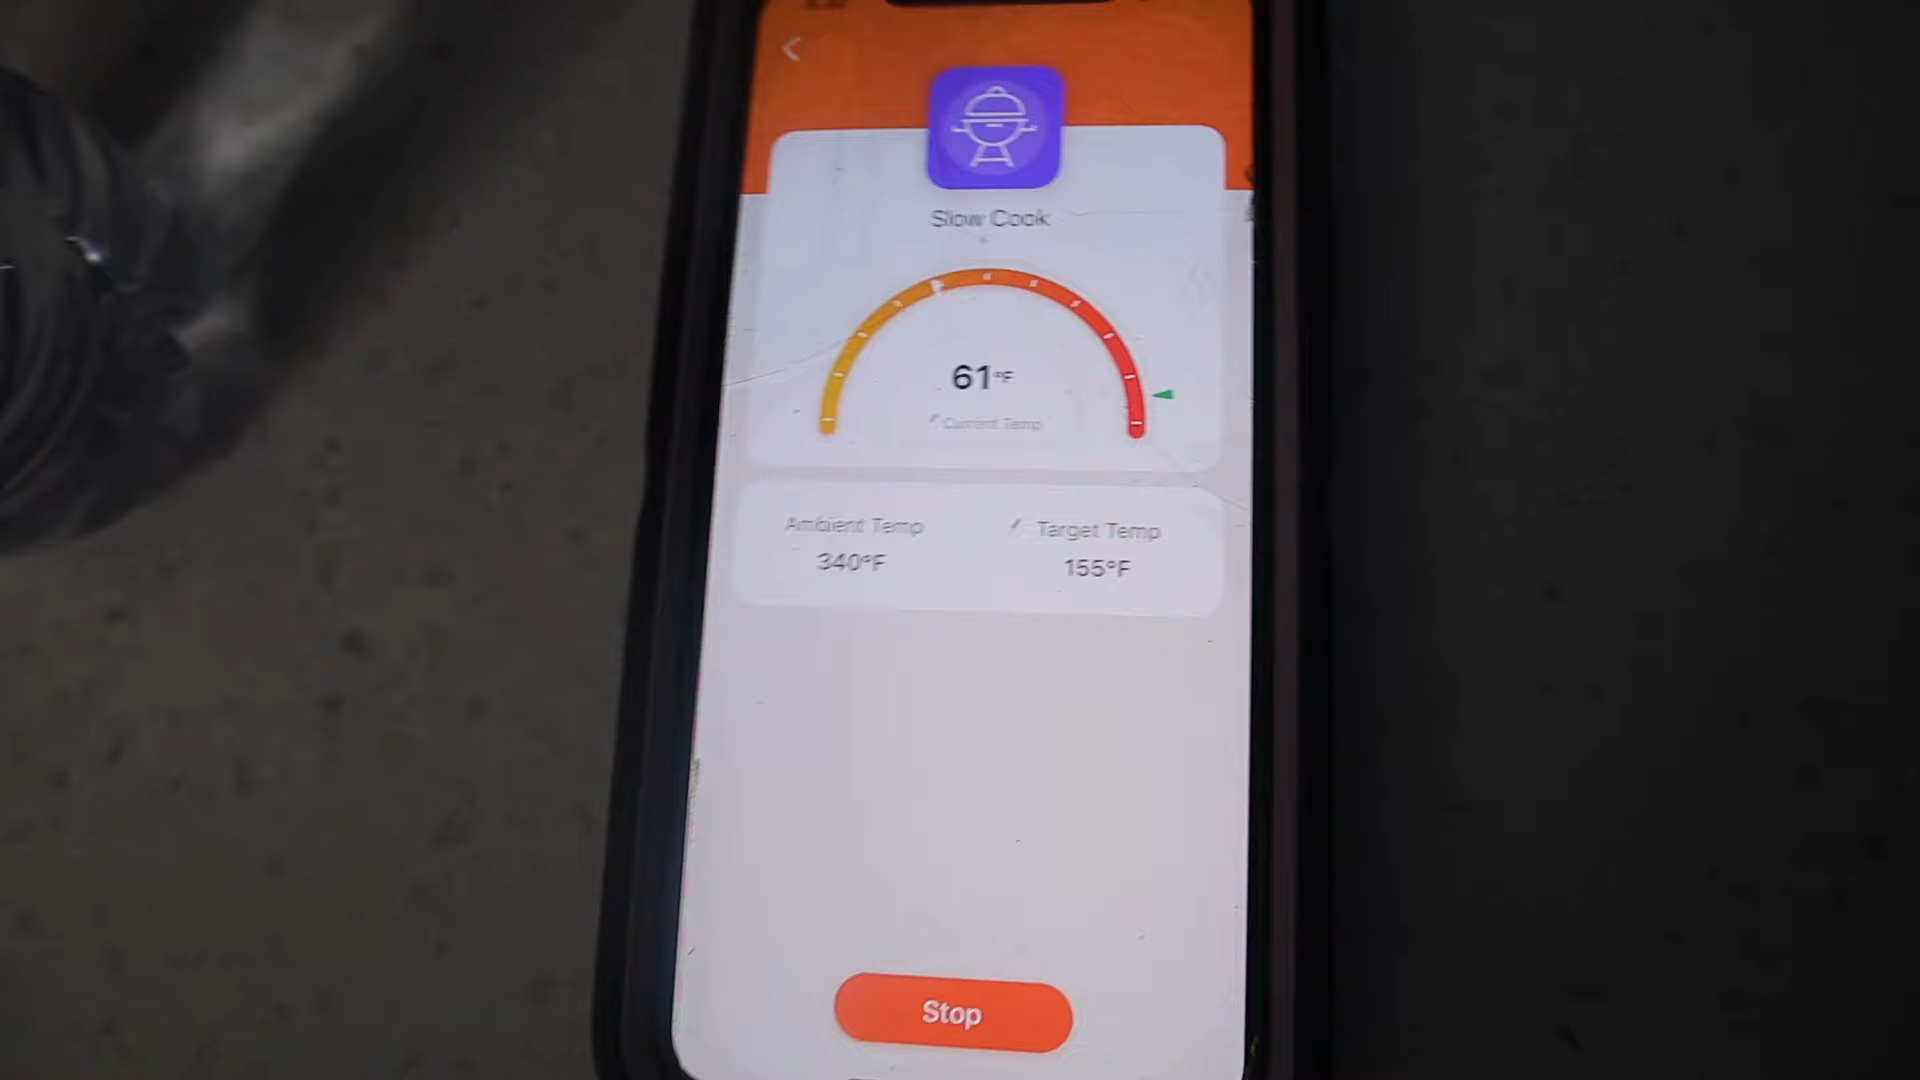 Slow Cook
61°F
Current Temp
Ambient Temp
Target Temp
340°F
155°F
Stop